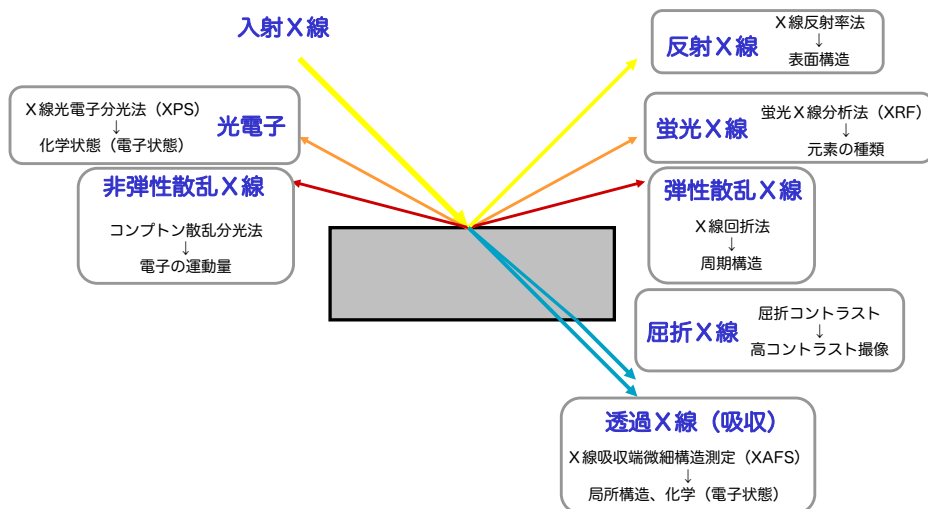 入射X線
反射X線
X線反射率法
↓
表面構造
X線光電子分光法（XPS）
↓
化学状態（電子状態）
光電子
蛍光X線
蛍光X線分析法（XRF）
↓
元素の種類
非弾性散乱X線
コンプトン散乱分光法
↓
電子の運動量
弾性散乱X線
X線回折法
↓
周期構造
屈折X線
屈折コントラスト
↓
高コントラスト撮像
透過X線（吸収）
X線吸収端微細構造測定（XAFS）
↓
局所構造、化学（電子状態）